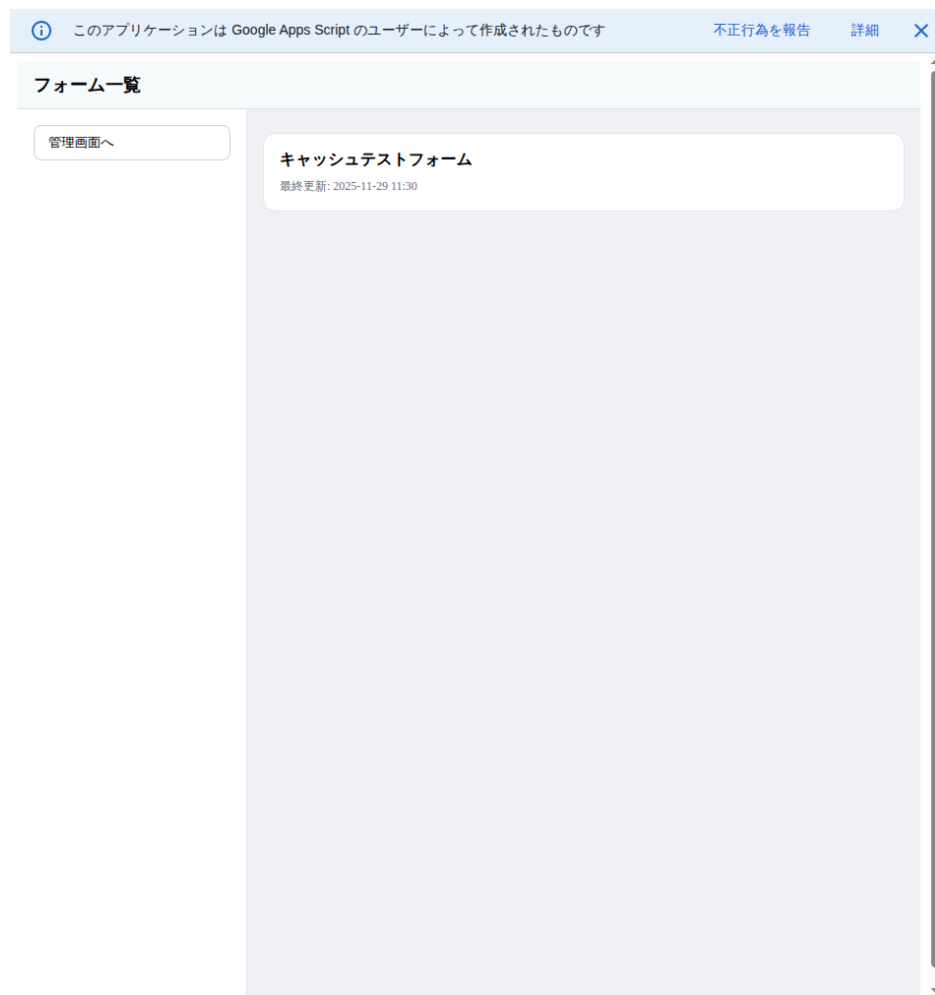 このアプリケーションは Google Apps Script のユーザーによって作成されたものです 不正行為を報告 詳細
フォーム一覧
管理画面へ
キャッシュテストフォーム
最終更新: 2025-11-29 11:30